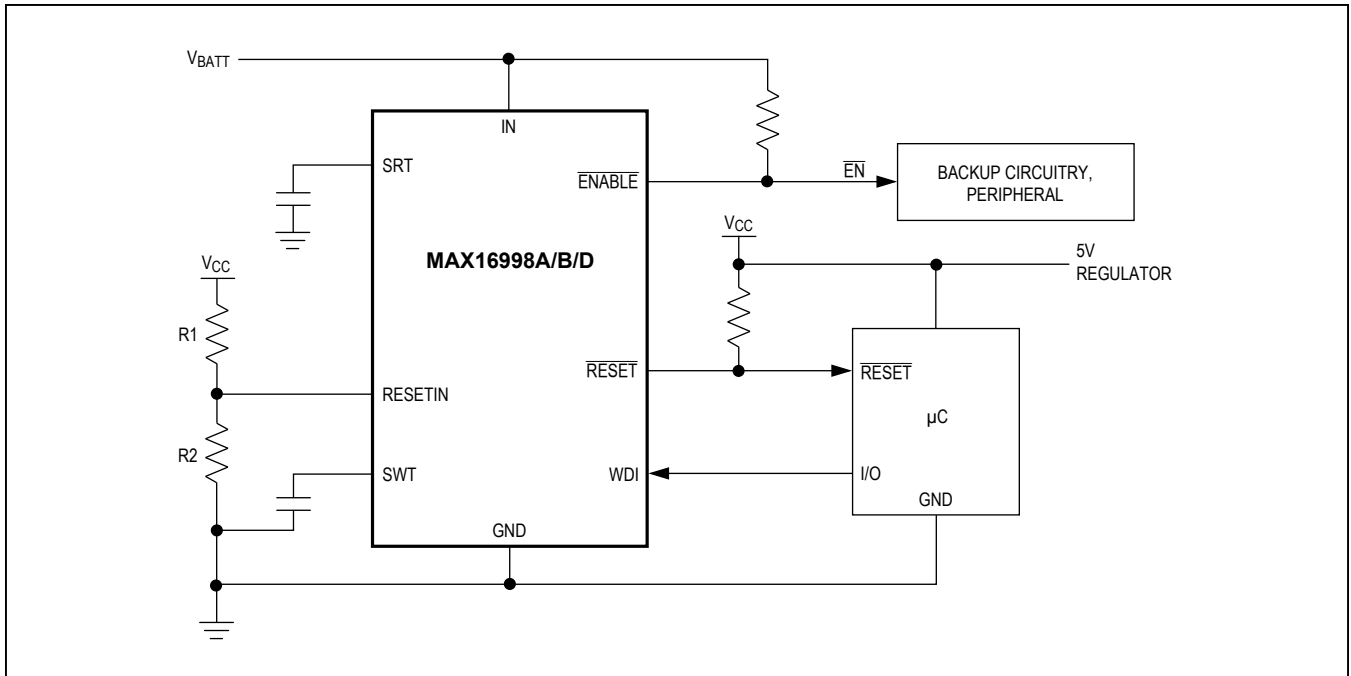 VBATT
IN
SRT
ENABLE
EN
BACKUP CIRCUITRY,
PERIPHERAL
VCC
5V
REGULATOR
MAX16998A/B/D
VCC
R1
RESET
RESET
RESETIN
µC
R2
SWT
WDI
I/O
GND
GND